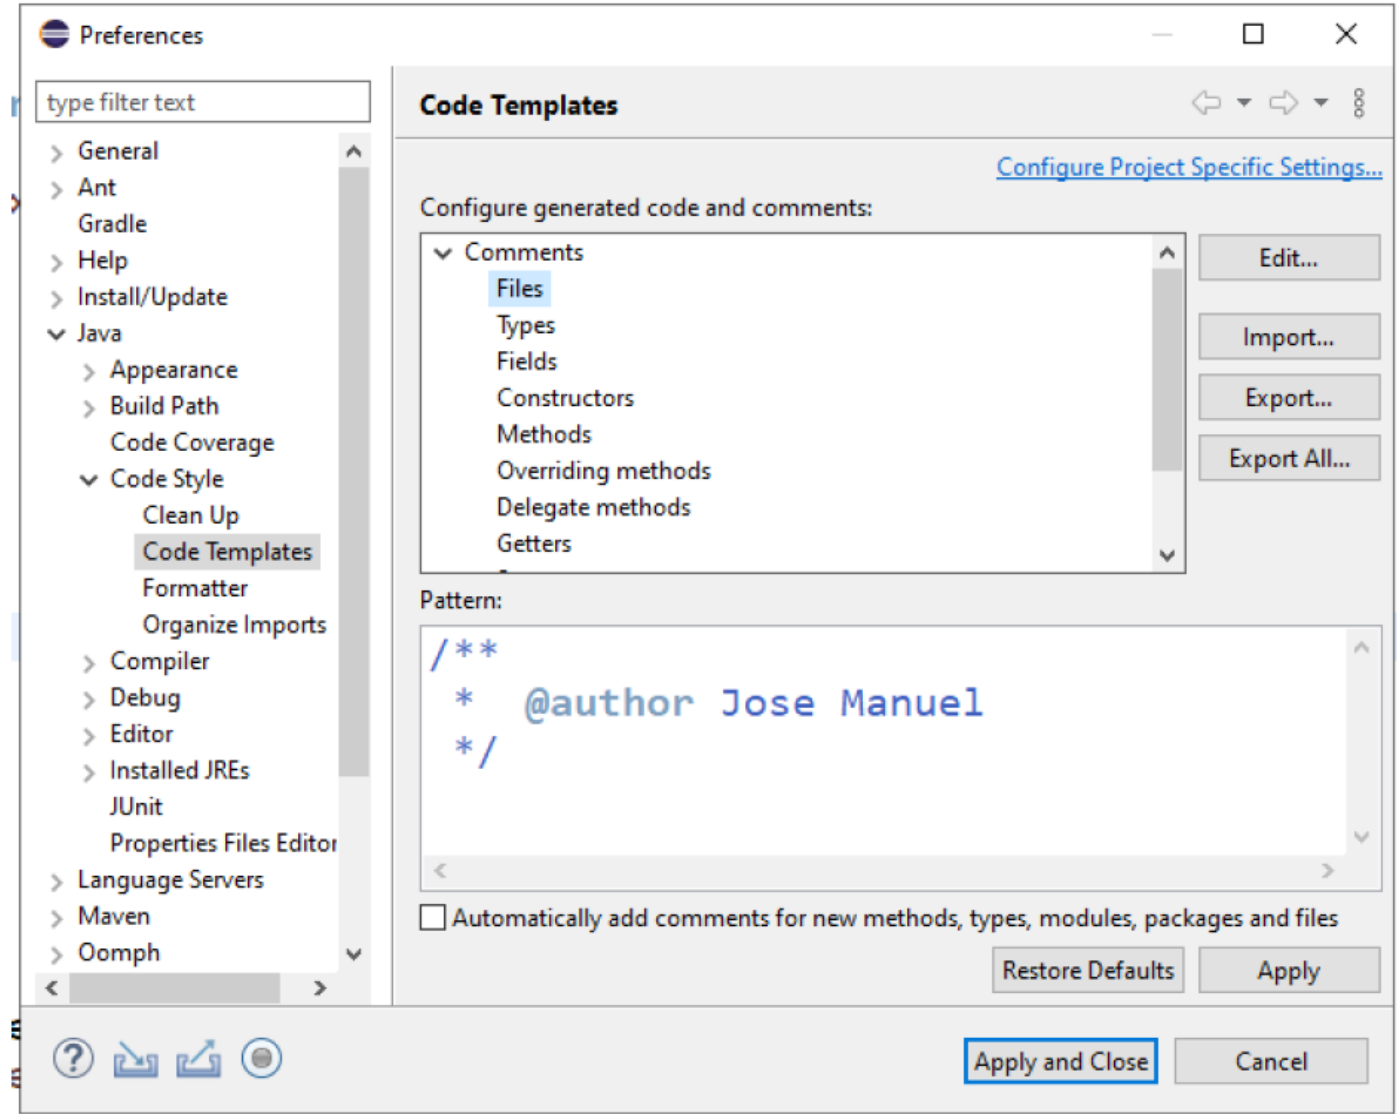 Preferences
type filter text
General
Ant
Gradle
Help
Install/Update
Java
Appearance
Build Path
Code Coverage
Code Style
Clean Up
Code Templates
Formatter
Organize Imports
Compiler
Debug
Editor
Installed JREs
JUnit
Properties Files Editor
Language Servers
Maven
Oomph
Code Templates
Configure Project Specific Settings...
Configure generated code and comments:
Comments
Files
Types
Fields
Constructors
Methods
Overriding methods
Delegate methods
Getters
Edit...
Import...
Export...
Export All...
Pattern:
/**
 *  @author Jose Manuel
 */
Automatically add comments for new methods, types, modules, packages and files
Restore Defaults
Apply
Apply and Close
Cancel